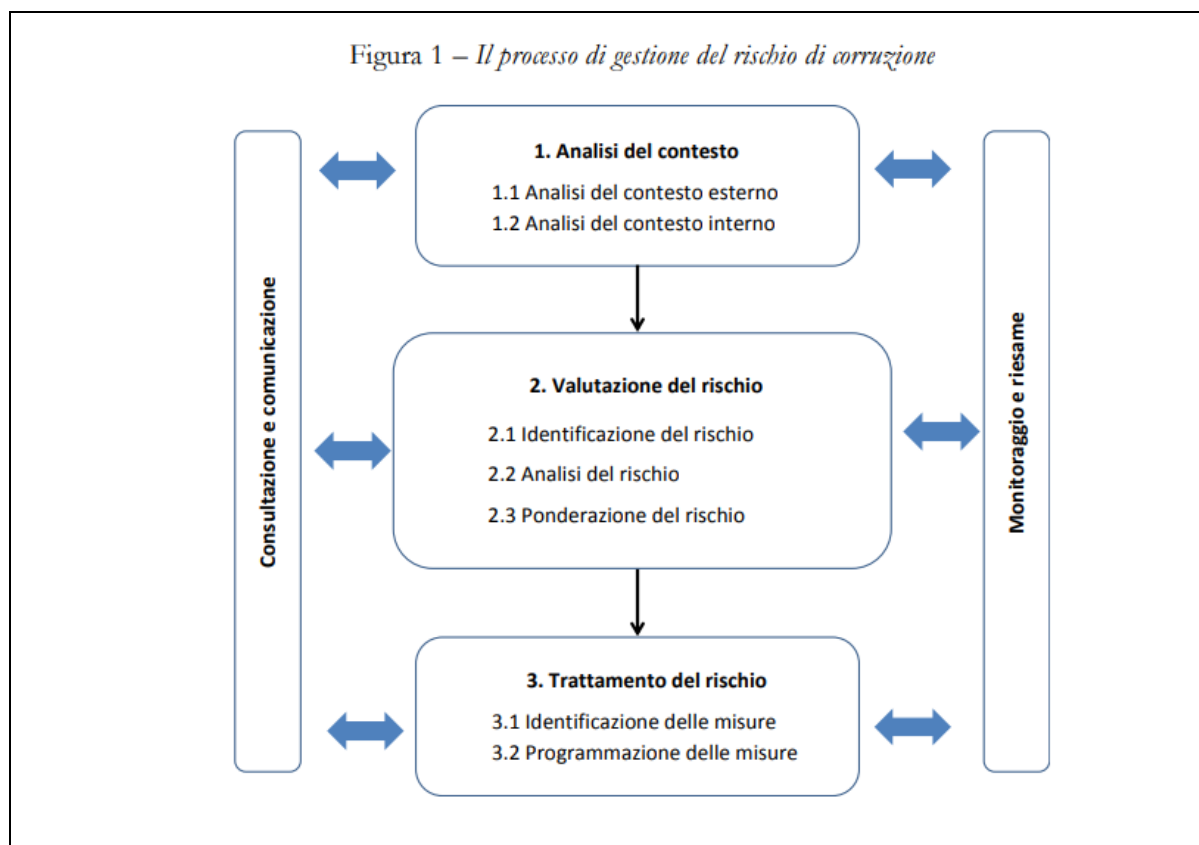 Figura 1 – Il processo di gestione del rischio di corruzione
Consultazione e comunicazione
1. Analisi del contesto
1.1 Analisi del contesto esterno
1.2 Analisi del contesto interno
2. Valutazione del rischio
2.1 Identificazione del rischio
2.2 Analisi del rischio
2.3 Ponderazione del rischio
3. Trattamento del rischio
3.1 Identificazione delle misure
3.2 Programmazione delle misure
Monitoraggio e riesame